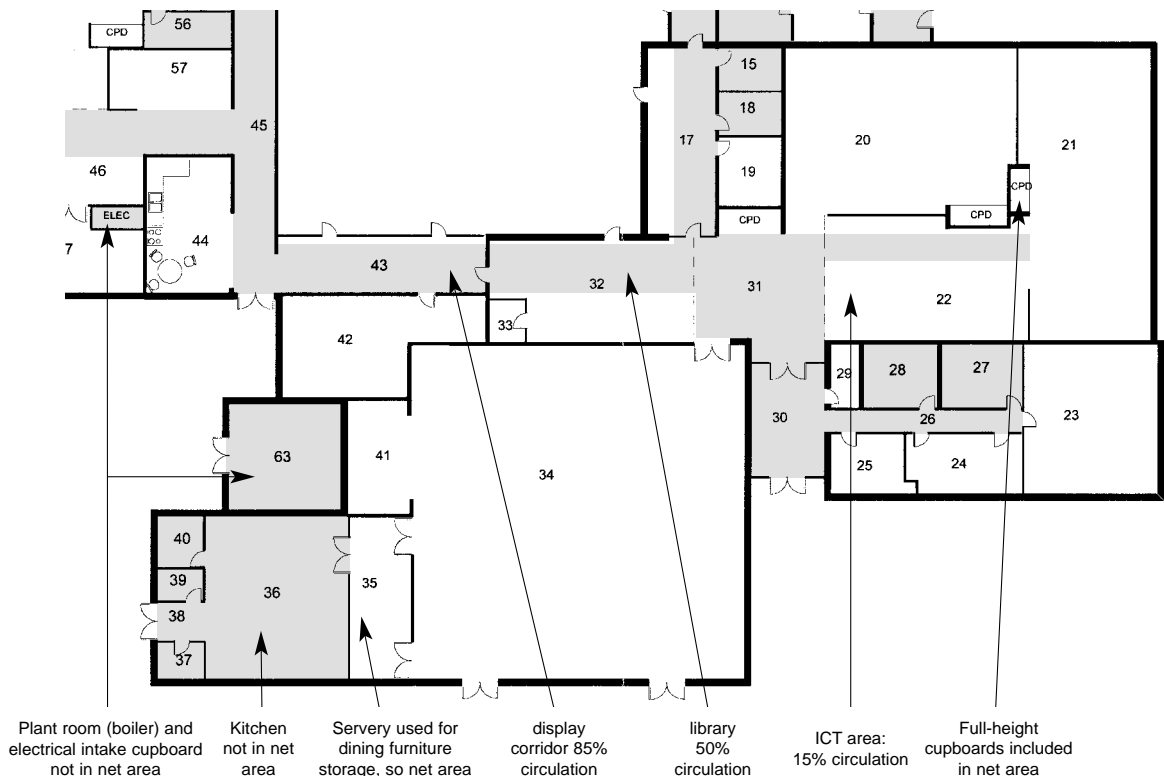 56
CPD
57
15
18
45
17
20
21
46
19
CPD
ELEC
CPD
CPD
7
44
43
32
31
22
33
42
29
28
27
30
26
23
63
41
34
25
24
40
39
36
35
38
37
Plant room (boiler) and
electrical intake cupboard
not in net area
Kitchen
not in net
area
Servery used for
dining furniture
storage, so net area
display
corridor 85%
circulation
library
50%
circulation
ICT area:
15% circulation
Full-height
cupboards included
in net area